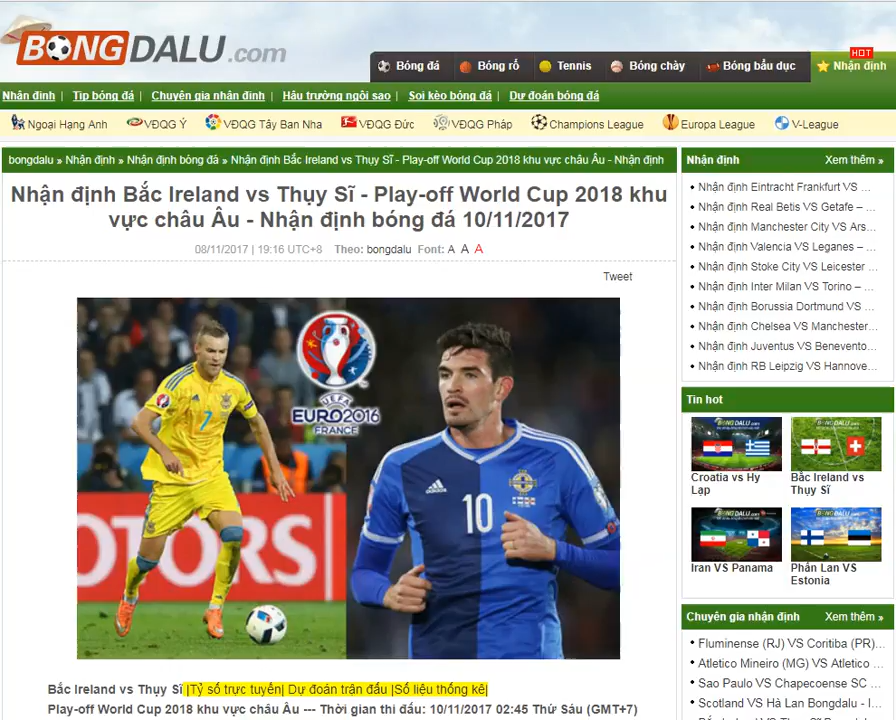 BONGDALU.com
HOT
Bóng đá Bóng rổ Tennis Bóng chày Bóng bầu dục Nhận định
Nhận định | Tip bóng đá | Chuyên gia nhận định | Hậu trường ngôi sao | Soi kèo bóng đá | Dự đoán bóng đá
Ngoại Hạng Anh VĐQG Ý VĐQG Tây Ban Nha VĐQG Đức VĐQG Pháp Champions League Europa League V-League
bongdalu » Nhận định » Nhận định bóng đá » Nhận định Bắc Ireland vs Thụy Sĩ - Play-off World Cup 2018 khu vực châu Âu - Nhận định
Nhận định Bắc Ireland vs Thụy Sĩ - Play-off World Cup 2018 khu
vực châu Âu - Nhận định bóng đá 10/11/2017
08/11/2017 | 19:16 UTC+8 Theo: bongdalu Font: A A A
Tweet
UEFA
EURO2016
FRANCE
7
adidas
10
TORS
Bắc Ireland vs Thụy Sĩ |Tỷ số trực tuyến| Dự đoán trận đấu |Số liệu thống kê|
Play-off World Cup 2018 khu vực châu Âu --- Thời gian thi đấu: 10/11/2017 02:45 Thứ Sáu (GMT+7)
Nhận định Xem thêm »
Nhận định Eintracht Frankfurt VS ...
Nhận định Real Betis VS Getafe – ...
Nhận định Manchester City VS Ars...
Nhận định Valencia VS Leganes – ...
Nhận định Stoke City VS Leicester ...
Nhận định Inter Milan VS Torino – ...
Nhận định Borussia Dortmund VS ...
Nhận định Chelsea VS Manchester...
Nhận định Juventus VS Benevento...
Nhận định RB Leipzig VS Hannove...
Tin hot
BONGDALU.com
BONGDALU.com
Croatia vs Hy
Lạp
Bắc Ireland vs
Thụy Sĩ
BONGDALU.com
BONGDALU.com
Iran VS Panama
Phần Lan VS
Estonia
Chuyên gia nhận định Xem thêm »
Fluminense (RJ) VS Coritiba (PR)...
Atletico Mineiro (MG) VS Atletico ...
Sao Paulo VS Chapecoense SC ...
Scotland VS Hà Lan Bongdalu - I...